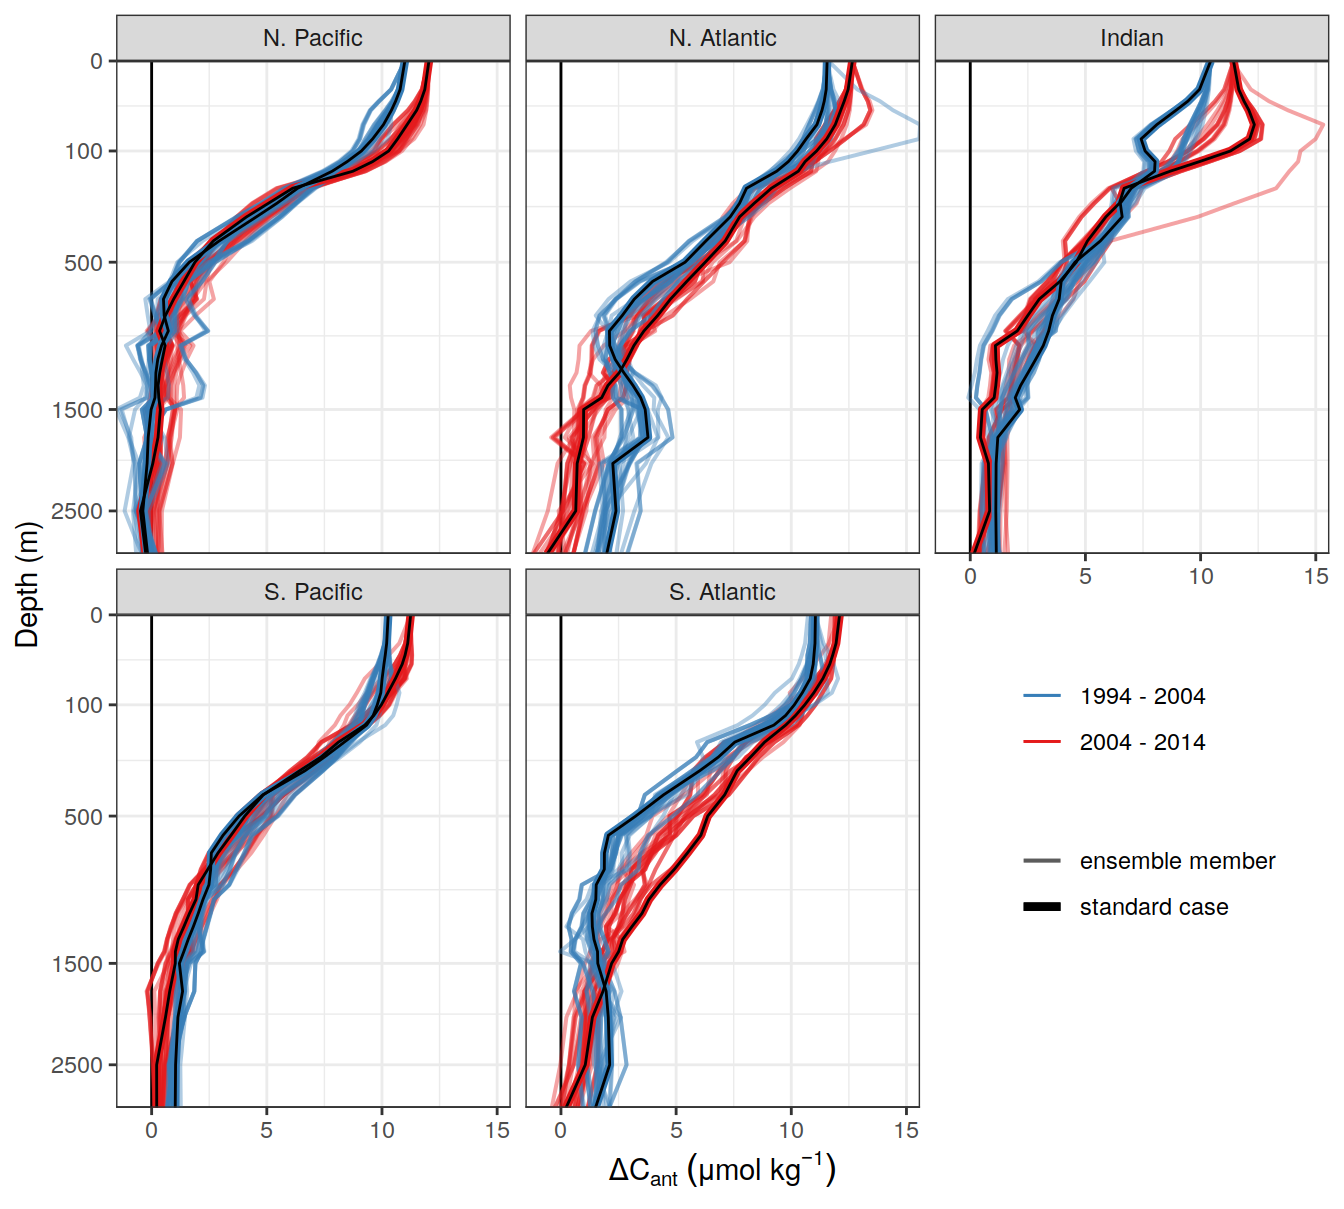 N. Pacific
N. Atlantic
Indian
0
100
500
1500
2500
0
5
10
15
Depth (m)
S. Pacific
S. Atlantic
0
100
500
1500
2500
0
5
10
15
0
5
10
15
ΔCant (μmol kg−1)
1994 - 2004
2004 - 2014
ensemble member
standard case